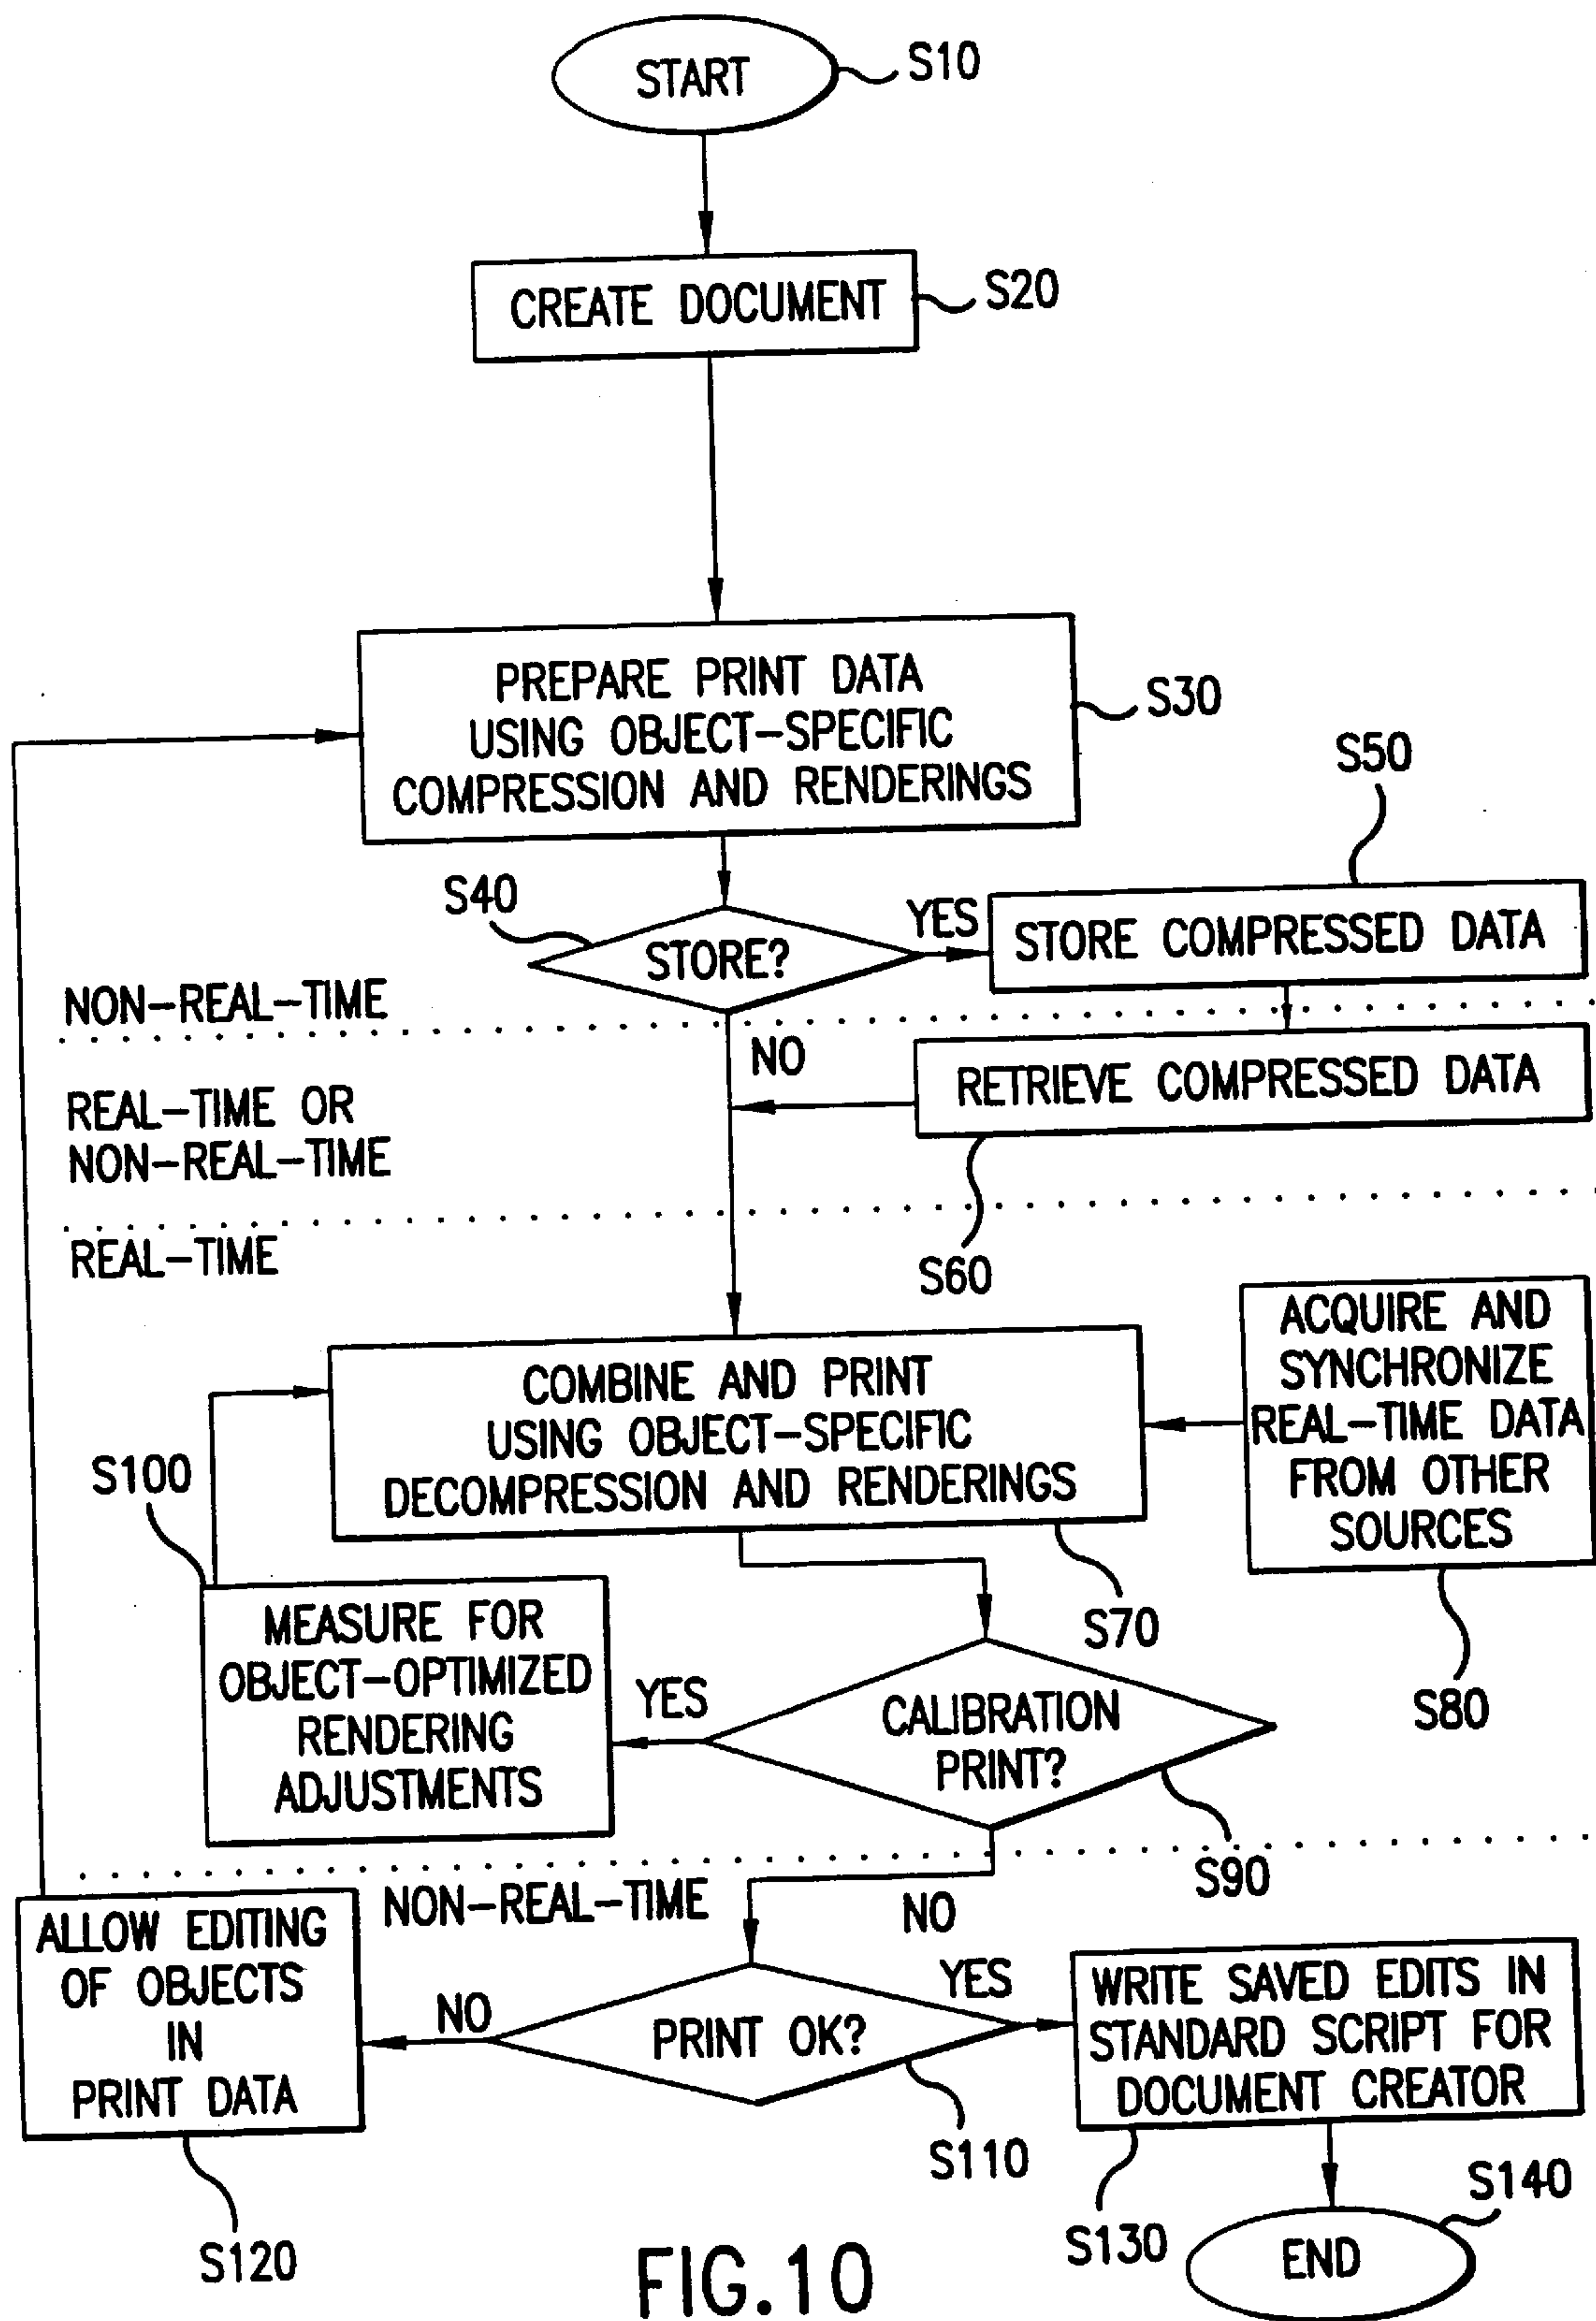 START
S10
CREATE DOCUMENT
S20
PREPARE PRINT DATA
USING OBJECT-SPECIFIC
COMPRESSION AND RENDERINGS
S30
S40
STORE?
YES
S50
STORE COMPRESSED DATA
NON-REAL-TIME
NO
RETRIEVE COMPRESSED DATA
REAL-TIME OR
NON-REAL-TIME
S60
REAL-TIME
COMBINE AND PRINT
USING OBJECT-SPECIFIC
DECOMPRESSION AND RENDERINGS
S70
ACQUIRE AND
SYNCHRONIZE
REAL-TIME DATA
FROM OTHER
SOURCES
S80
S100
MEASURE FOR
OBJECT-OPTIMIZED
RENDERING
ADJUSTMENTS
YES
CALIBRATION
PRINT?
S90
NON-REAL-TIME
NO
ALLOW EDITING
OF OBJECTS
IN
PRINT DATA
S120
NO
PRINT OK?
S110
YES
WRITE SAVED EDITS IN
STANDARD SCRIPT FOR
DOCUMENT CREATOR
S130
END
S140
FIG.10